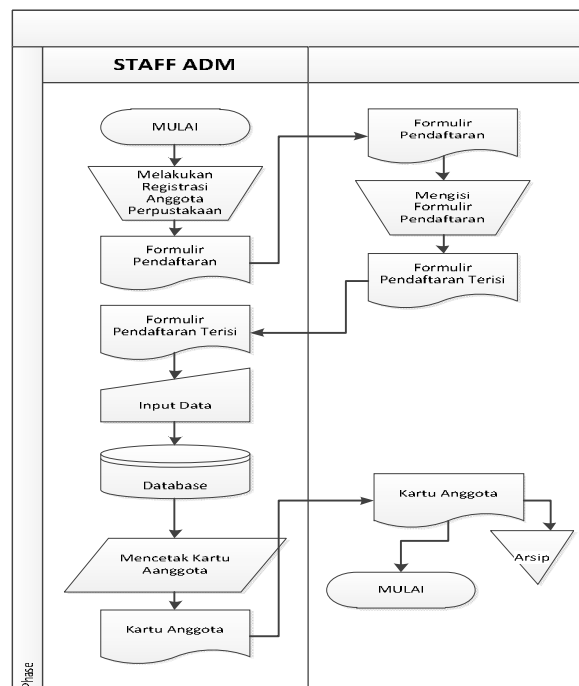 STAFF ADM
MULAI
Melakukan
Registrasi
Anggota
Perpustakaan
Formulir
Pendaftaran
Formulir
Pendaftaran
Mengisi
Formulir
Pendaftaran
Formulir
Pendaftaran Terisi
Formulir
Pendaftaran Terisi
Input Data
Database
Mencetak Kartu
Aanggota
Kartu Anggota
Kartu Anggota
Arsip
MULAI
Phase